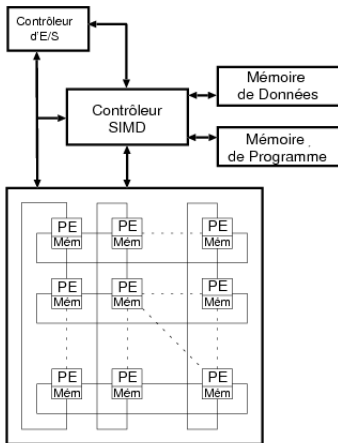 Contrôleur
d'E/S
Contrôleur
SIMD
Mémoire
de Données
Mémoire
de Programme
PE PE PE
Mém Mém Mém
PE PE PE
Mém Mém Mém
PE PE PE
Mém Mém Mém